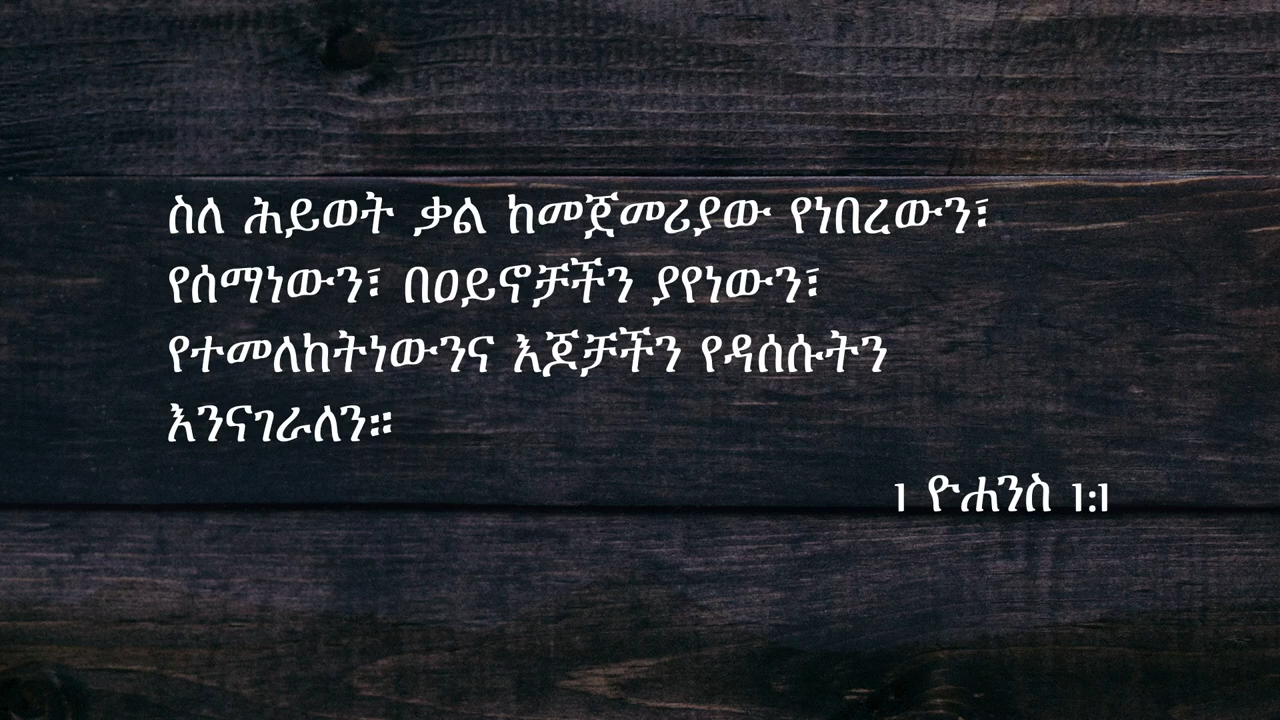 ስለ ሕይወት ቃል ከመጀመሪያው የነበረውን፣
የሰማነውን፣ በዐይኖቻችን ያየነውን፣
የተመለከትነውንና እጆቻችን የዳሰሱትን
እንናገራለን።
1 ዮሐንስ 1:1